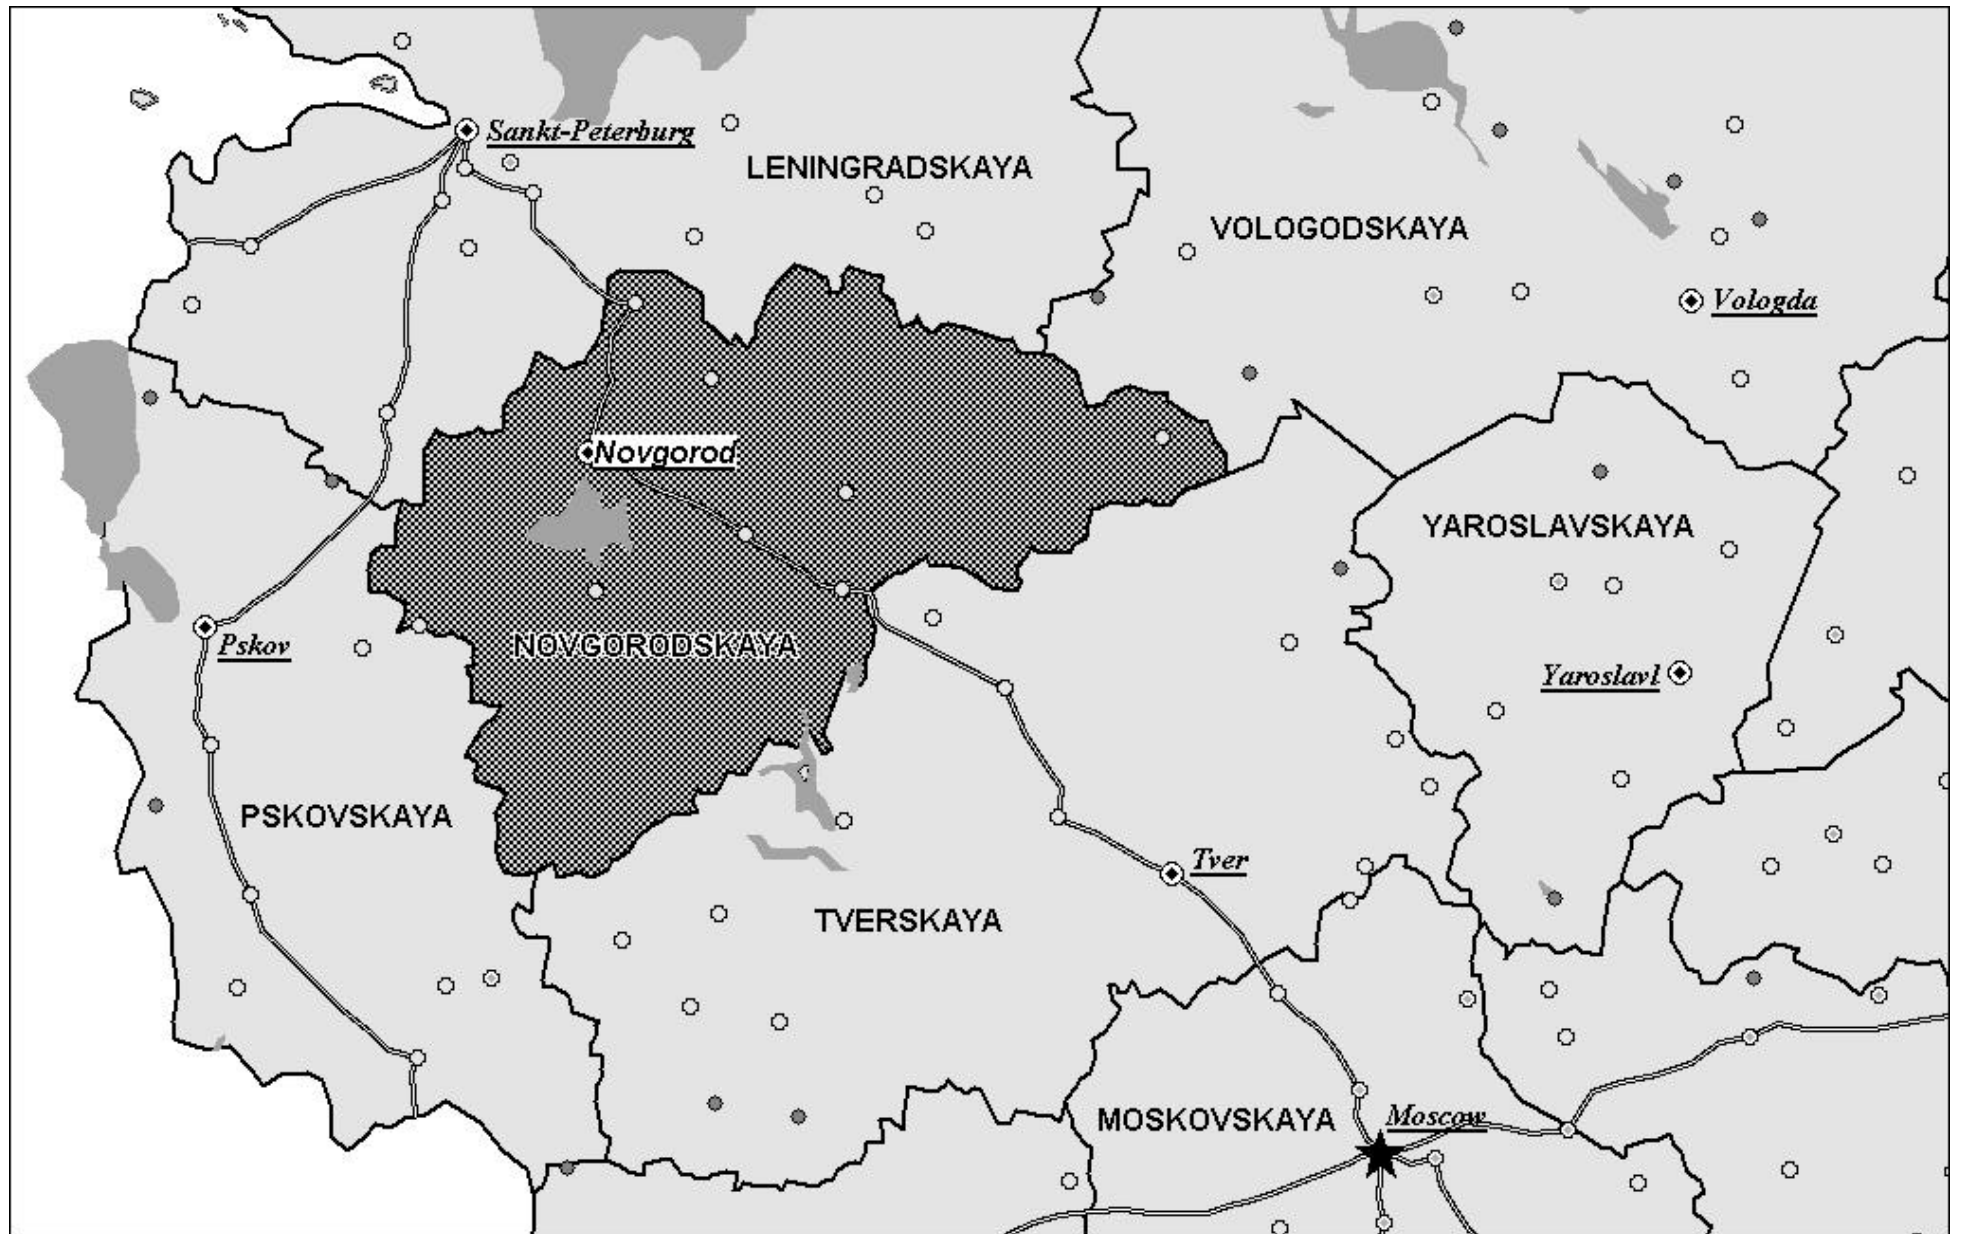 Sankt-Peterburg
LENINGRADSKAYA
VOLOGODSKAYA
Vologda
Novgorod
YAROSLAVSKAYA
Pskov
NOVGORODSKAYA
Yaroslavl
PSKOVSKAYA
Tver
TVERSKAYA
MOSKOVSKAYA
Moscow